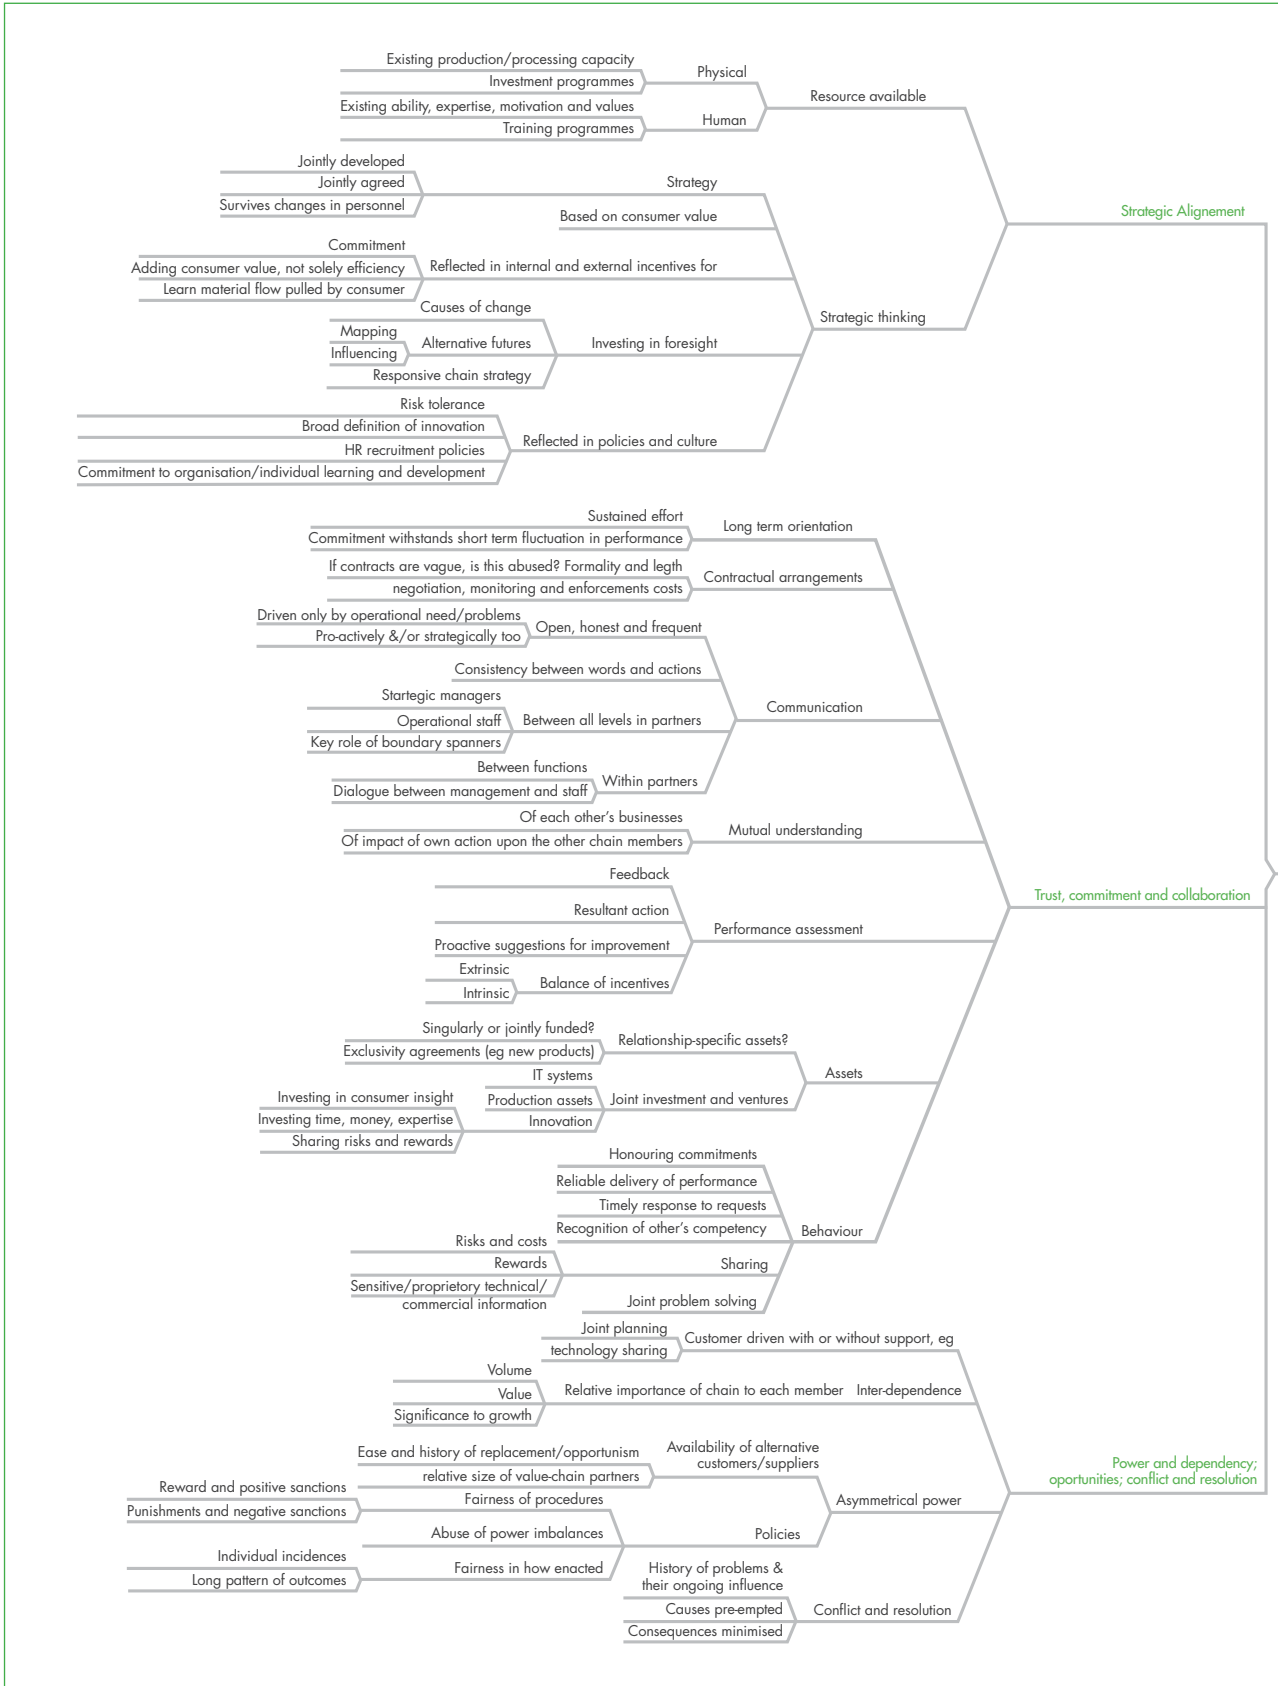 Existing production/processing capacity
Investment programmes
Physical
Existing ability, expertise, motivation and values
Training programmes
Human
Resource available
Jointly developed
Jointly agreed
Survives changes in personnel
Strategy
Based on consumer value
Commitment
Adding consumer value, not solely efficiency
Learn material flow pulled by consumer
Reflected in internal and external incentives for
Causes of change
Mapping
Influencing
Alternative futures
Responsive chain strategy
Investing in foresight
Risk tolerance
Broad definition of innovation
HR recruitment policies
Commitment to organisation/individual learning and development
Reflected in policies and culture
Strategic thinking
Strategic Alignement
Sustained effort
Commitment withstands short term fluctuation in performance
Long term orientation
If contracts are vague, is this abused? Formality and legth
negotiation, monitoring and enforcements costs
Contractual arrangements
Driven only by operational need/problems
Pro-actively &/or strategically too
Open, honest and frequent
Consistency between words and actions
Startegic managers
Operational staff
Key role of boundary spanners
Between all levels in partners
Between functions
Dialogue between management and staff
Within partners
Communication
Of each other's businesses
Of impact of own action upon the other chain members
Mutual understanding
Feedback
Resultant action
Proactive suggestions for improvement
Extrinsic
Intrinsic
Balance of incentives
Performance assessment
Singularly or jointly funded?
Exclusivity agreements (eg new products)
Relationship-specific assets?
IT systems
Production assets
Investing in consumer insight
Investing time, money, expertise
Sharing risks and rewards
Innovation
Joint investment and ventures
Assets
Honouring commitments
Reliable delivery of performance
Timely response to requests
Recognition of other's competency
Risks and costs
Rewards
Sensitive/proprietory technical/
commercial information
Sharing
Joint problem solving
Behaviour
Trust, commitment and collaboration
Joint planning
technology sharing
Customer driven with or without support, eg
Volume
Value
Significance to growth
Relative importance of chain to each member
Inter-dependence
Ease and history of replacement/opportunism
relative size of value-chain partners
Availability of alternative
customers/suppliers
Reward and positive sanctions
Punishments and negative sanctions
Fairness of procedures
Abuse of power imbalances
Individual incidences
Long pattern of outcomes
Fairness in how enacted
Policies
Asymmetrical power
History of problems &
their ongoing influence
Causes pre-empted
Consequences minimised
Conflict and resolution
Power and dependency;
oportunities; conflict and resolution